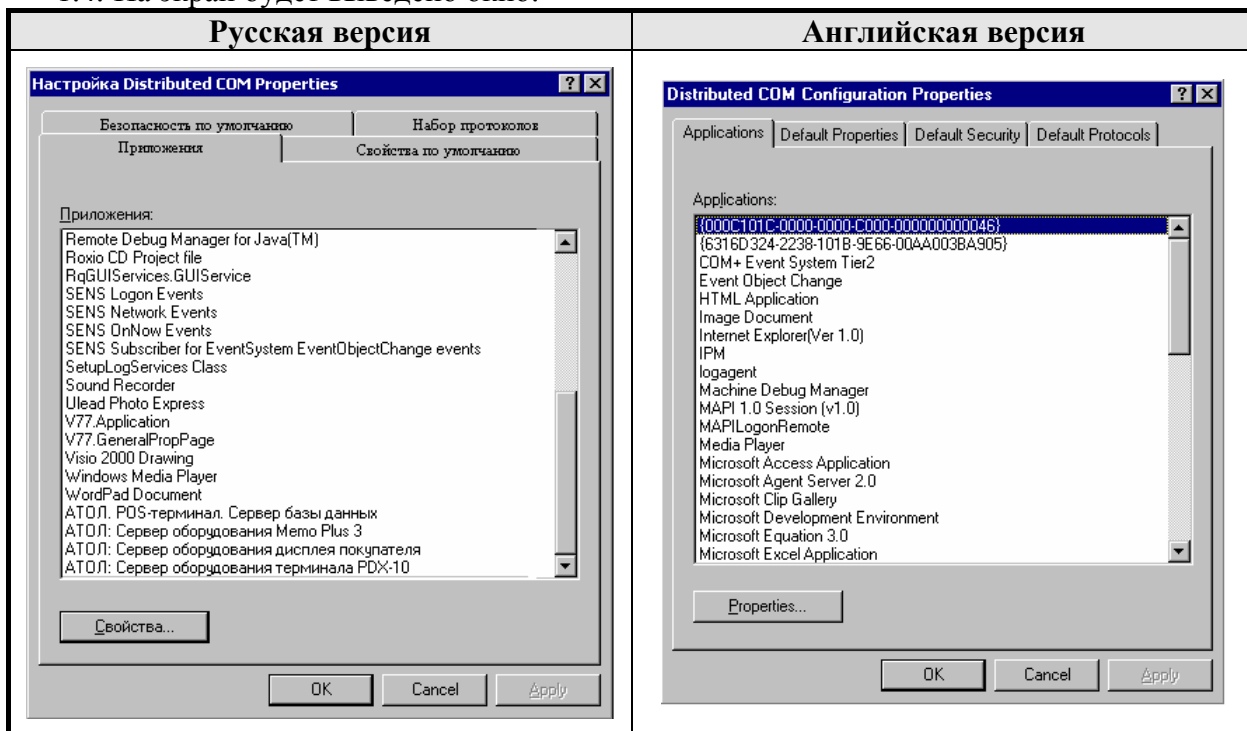 1.4. На экран будет выведено окно:
Русская версия
Английская версия
Настройка Distributed COM Properties
Безопасность по умолчанию
Набор протоколов
Приложения
Свойства по умолчанию
Приложения:
Remote Debug Manager for Java(TM)
Roxio CD Project file
RqGUIServices.GUIService
SENS Logon Events
SENS Network Events
SENS OnNow Events
SENS Subscriber for EventSystem EventObjectChange events
SetupLogServices Class
Sound Recorder
Ulead Photo Express
V77.Application
V77.GeneralPropPage
Visio 2000 Drawing
Windows Media Player
WordPad Document
АТОЛ. POS-терминал. Сервер базы данных
АТОЛ: Сервер оборудования Memo Plus 3
АТОЛ: Сервер оборудования дисплея покупателя
АТОЛ: Сервер оборудования терминала PDX-10
Свойства...
OK
Cancel
Apply
Distributed COM Configuration Properties
Applications
Default Properties
Default Security
Default Protocols
Applications:
{000C101C-0000-0000-C000-000000000046}
{6316D324-2238-101B-9E66-00AA003BA905}
COM+ Event System Tier2
Event Object Change
HTML Application
Image Document
Internet Explorer(Ver 1.0)
IPM
logagent
Machine Debug Manager
MAPI 1.0 Session (v1.0)
MAPILogonRemote
Media Player
Microsoft Access Application
Microsoft Agent Server 2.0
Microsoft Clip Gallery
Microsoft Development Environment
Microsoft Equation 3.0
Microsoft Excel Application
Properties...
OK
Cancel
Apply